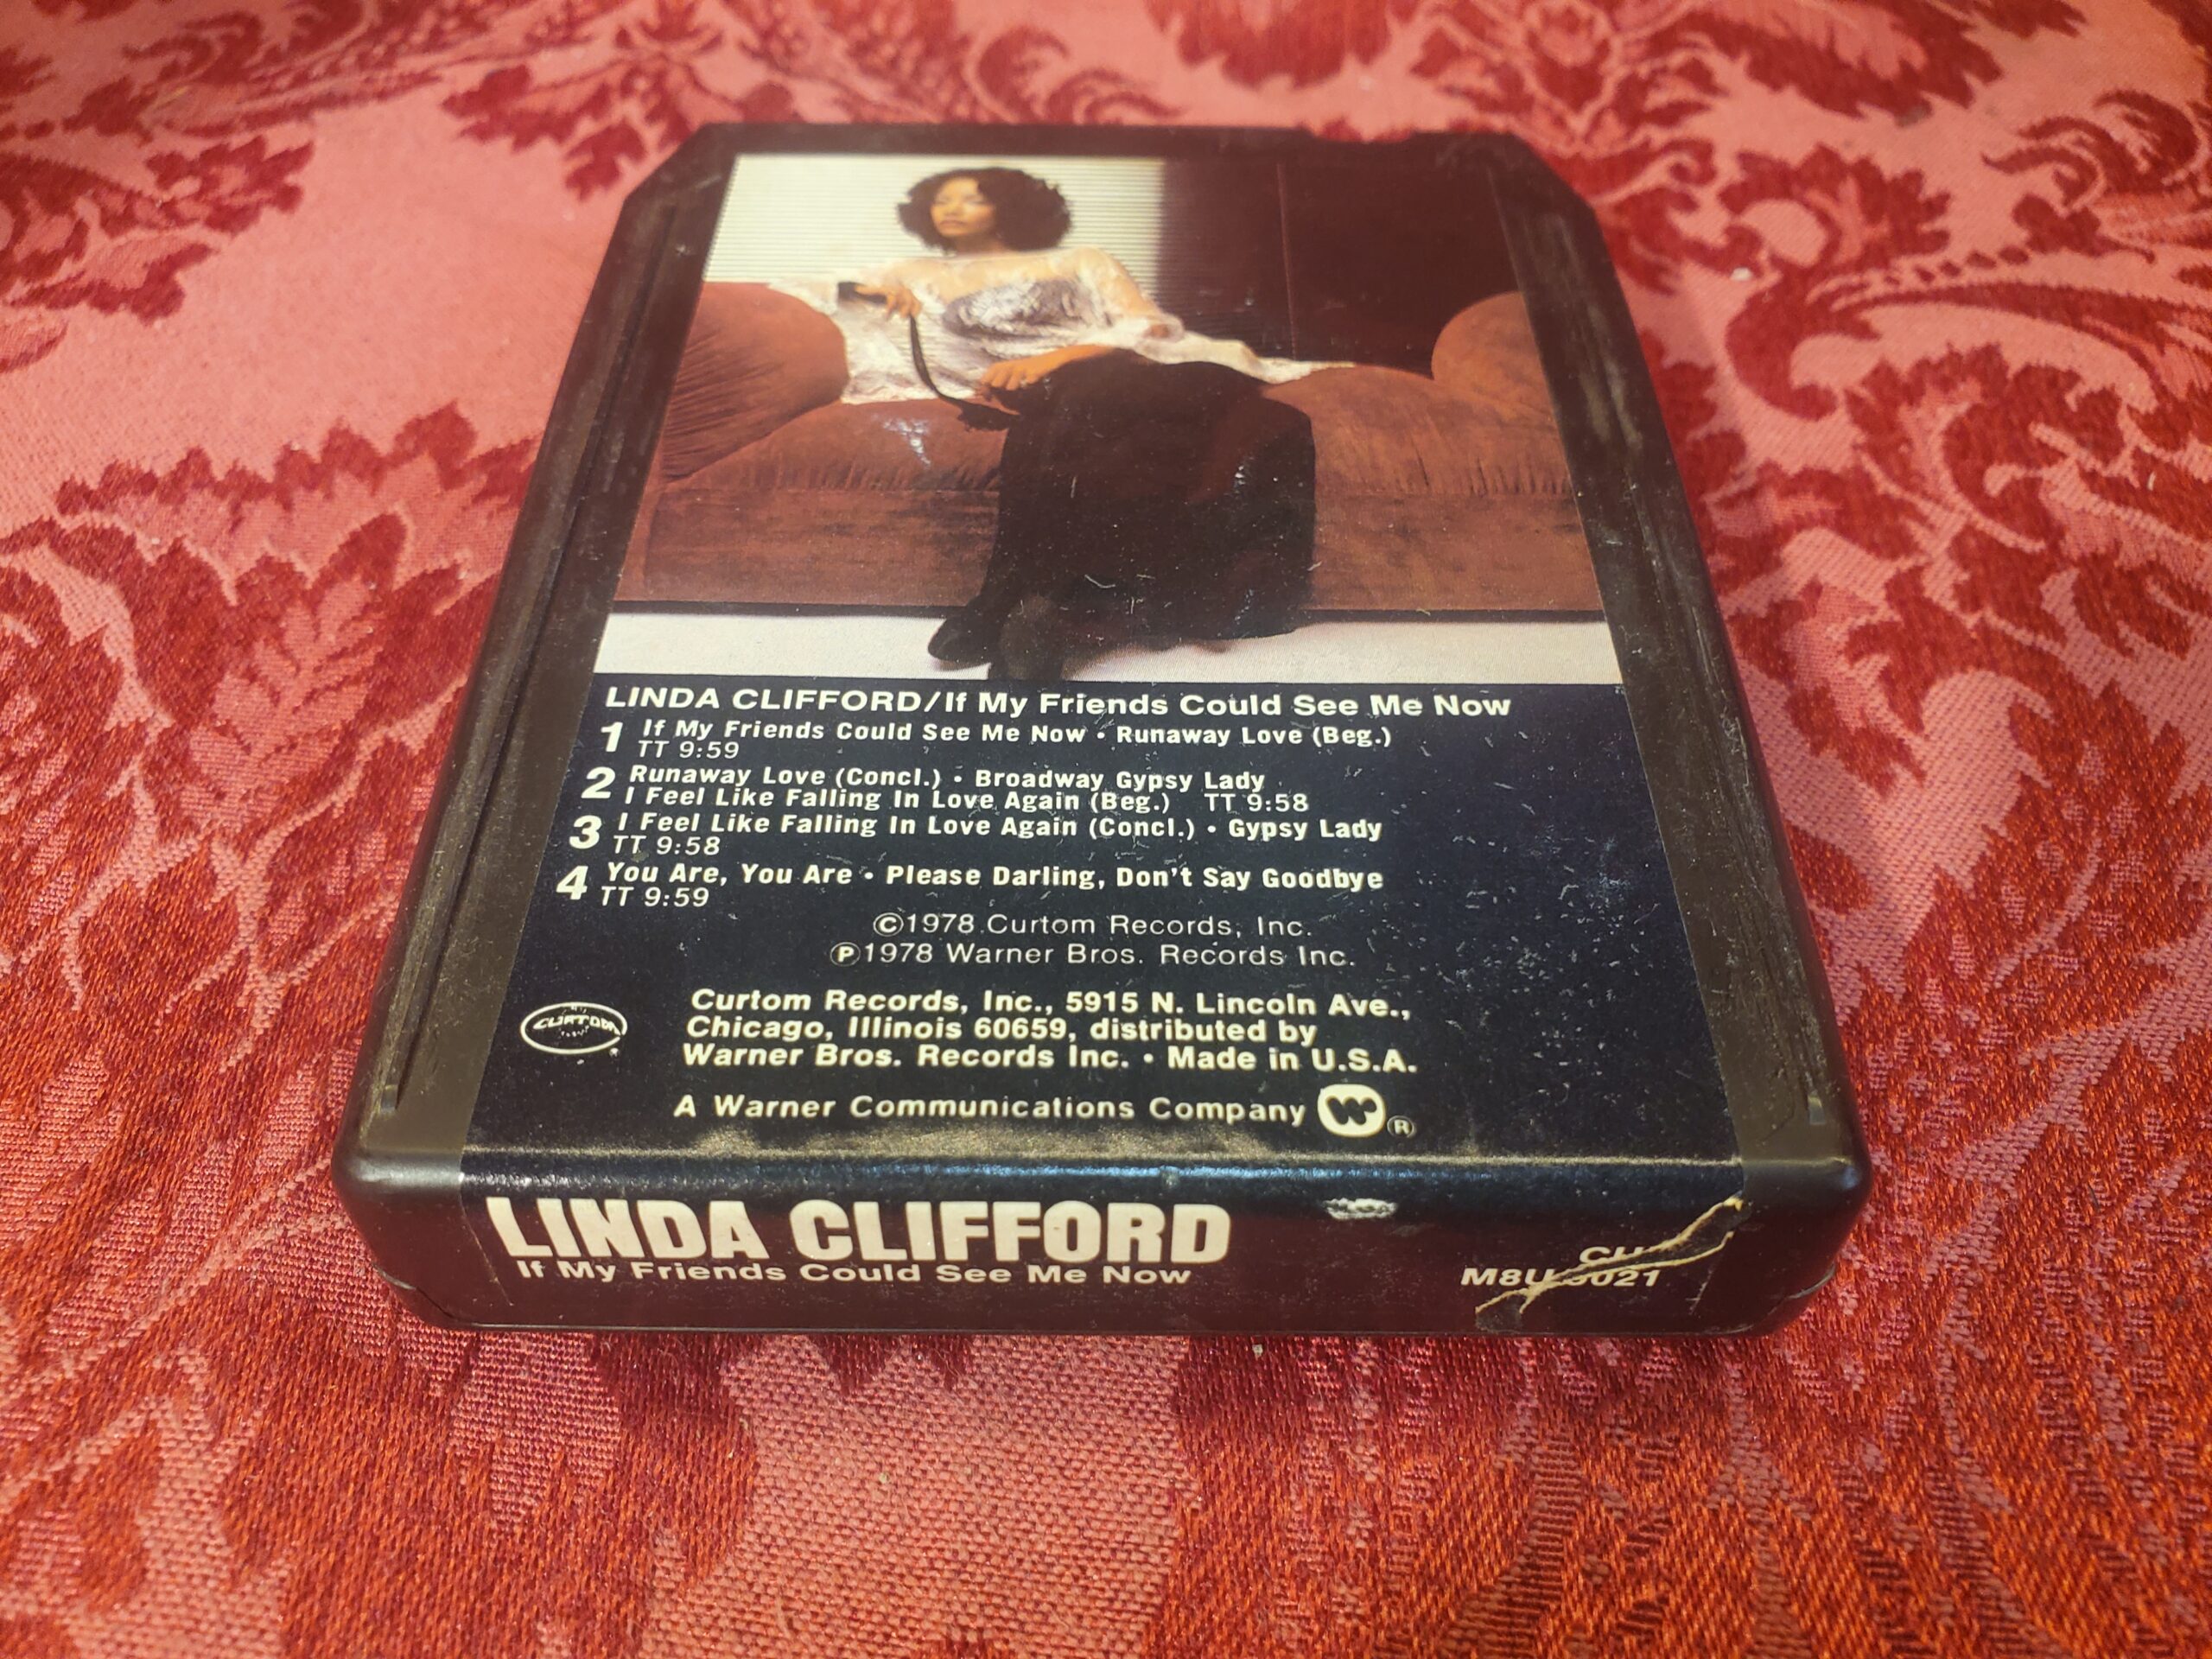 LINDA CLIFFORD/If My Friends Could See Me Now
1 If My Friends Could See Me Now • Runaway Love (Beg.)
TT 9:59
2 Runaway Love (Concl.) • Broadway Gypsy Lady
I Feel Like Falling In Love Again (Beg.) TT 9:58
3 I Feel Like Falling In Love Again (Concl.) • Gypsy Lady
TT 9:58
4 You Are, You Are • Please Darling, Don't Say Goodbye
TT 9:59
©1978 Curtom Records, Inc.
℗1978 Warner Bros. Records Inc.
CURTOM
Curtom Records, Inc., 5915 N. Lincoln Ave.,
Chicago, Illinois 60659, distributed by
Warner Bros. Records Inc. • Made in U.S.A.
A Warner Communications Company W ®
LINDA CLIFFORD
If My Friends Could See Me Now
M8U 5021